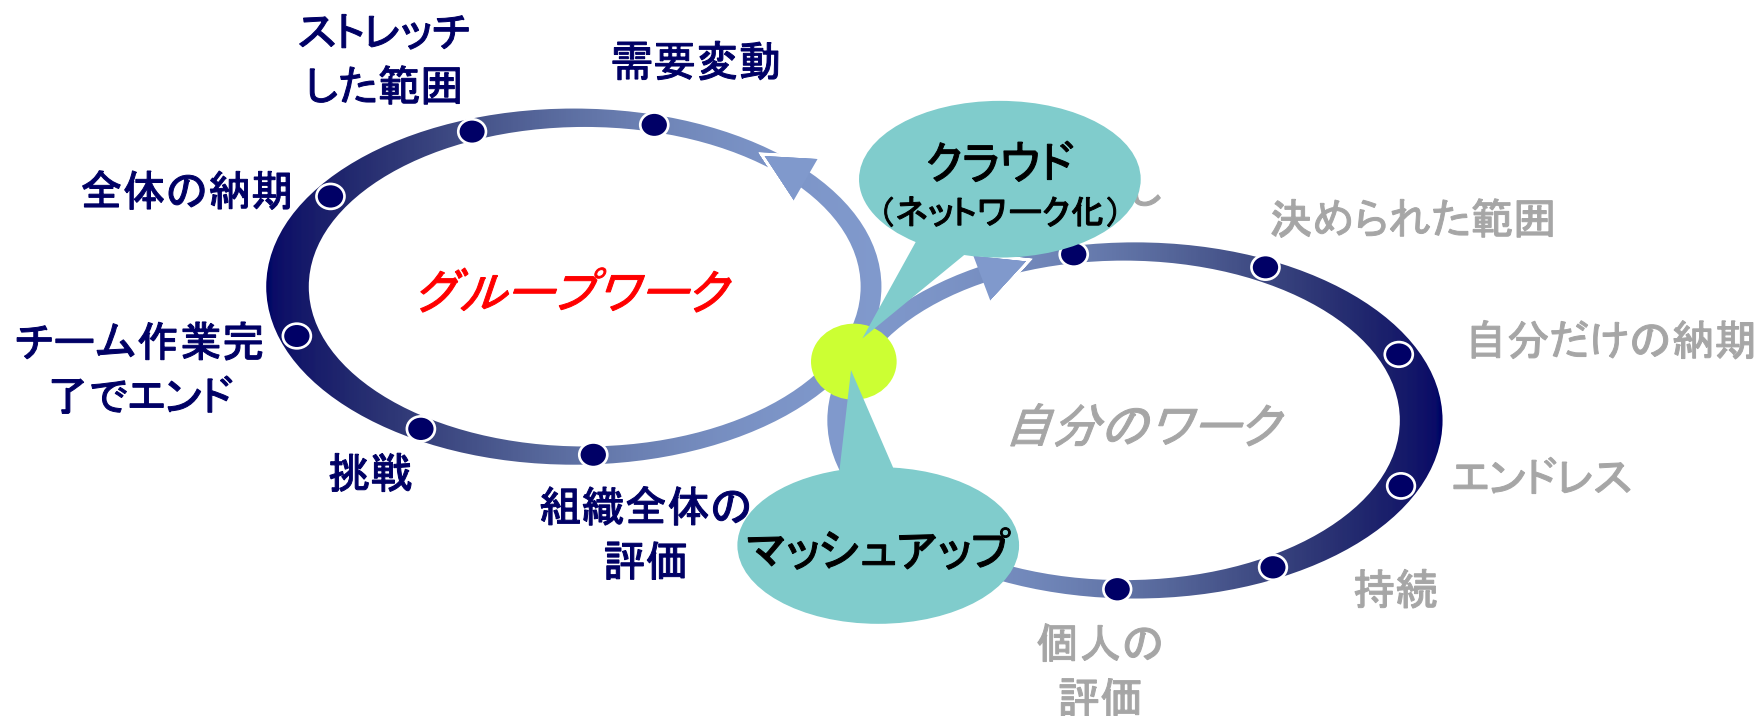 ストレッチ
した範囲
需要変動
クラウド
（ネットワーク化）
全体の納期
決められた範囲
グループワーク
チーム作業完
了でエンド
自分だけの納期
自分のワーク
挑戦
エンドレス
組織全体の
評価
マッシュアップ
持続
個人の
評価